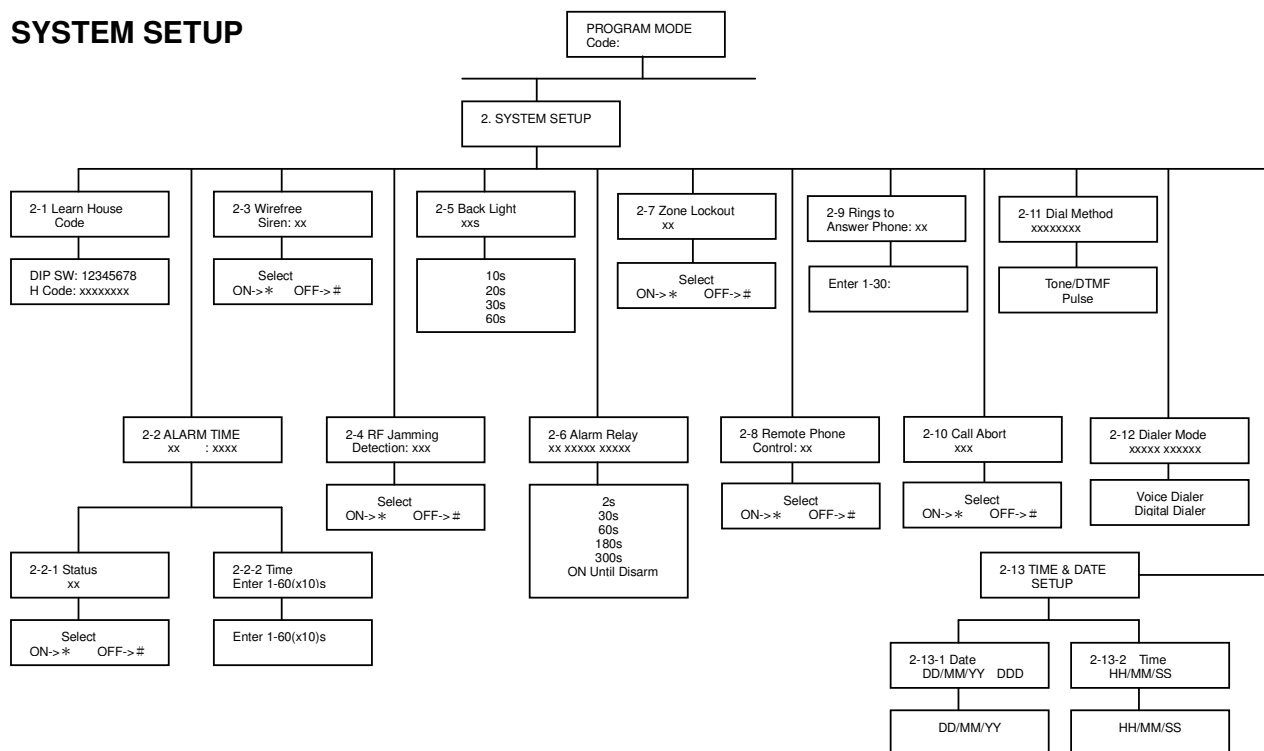 SYSTEM SETUP
PROGRAM MODE
Code:
2. SYSTEM SETUP
2-1 Learn House
Code
DIP SW: 12345678
H Code: xxxxxxxx
2-3 Wirefree
Siren: xx
Select
ON->* OFF->#
2-5 Back Light
xxs
10s
20s
30s
60s
2-7 Zone Lockout
xx
Select
ON->* OFF->#
2-9 Rings to
Answer Phone: xx
Enter 1-30:
2-11 Dial Method
xxxxxxxx
Tone/DTMF
Pulse
2-2 ALARM TIME
xx : xxxx
2-2-1 Status
xx
Select
ON->* OFF->#
2-2-2 Time
Enter 1-60(x10)s
Enter 1-60(x10)s
2-4 RF Jamming
Detection: xxx
Select
ON->* OFF->#
2-6 Alarm Relay
xx xxxxx xxxxx
2s
30s
60s
180s
300s
ON Until Disarm
2-8 Remote Phone
Control: xx
Select
ON->* OFF->#
2-10 Call Abort
xxx
Select
ON->* OFF->#
2-12 Dialer Mode
xxxxx xxxxxx
Voice Dialer
Digital Dialer
2-13 TIME & DATE
SETUP
2-13-1 Date
DD/MM/YY DDD
DD/MM/YY
2-13-2 Time
HH/MM/SS
HH/MM/SS